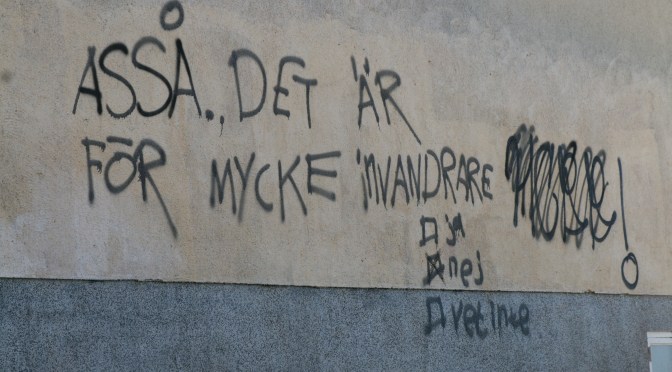 ASSÅ.., DET ÄR
FÖR MYCKE iNVANDRARE !
ja
nej
vet inte